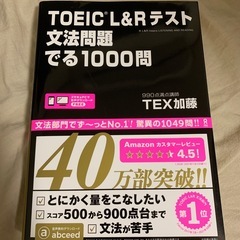 TOEIC® L&Rテスト
文法問題
でる1000問
990点満点講師
TEX加藤
文法部門でず〜っとNo.1! 驚異の1049問!!
40
Amazon カスタマーレビュー
★★★★☆ 4.5!
万部突破!!
とにかく量をこなしたい
スコア500から900点台まで
文法が苦手
第1位
abceed